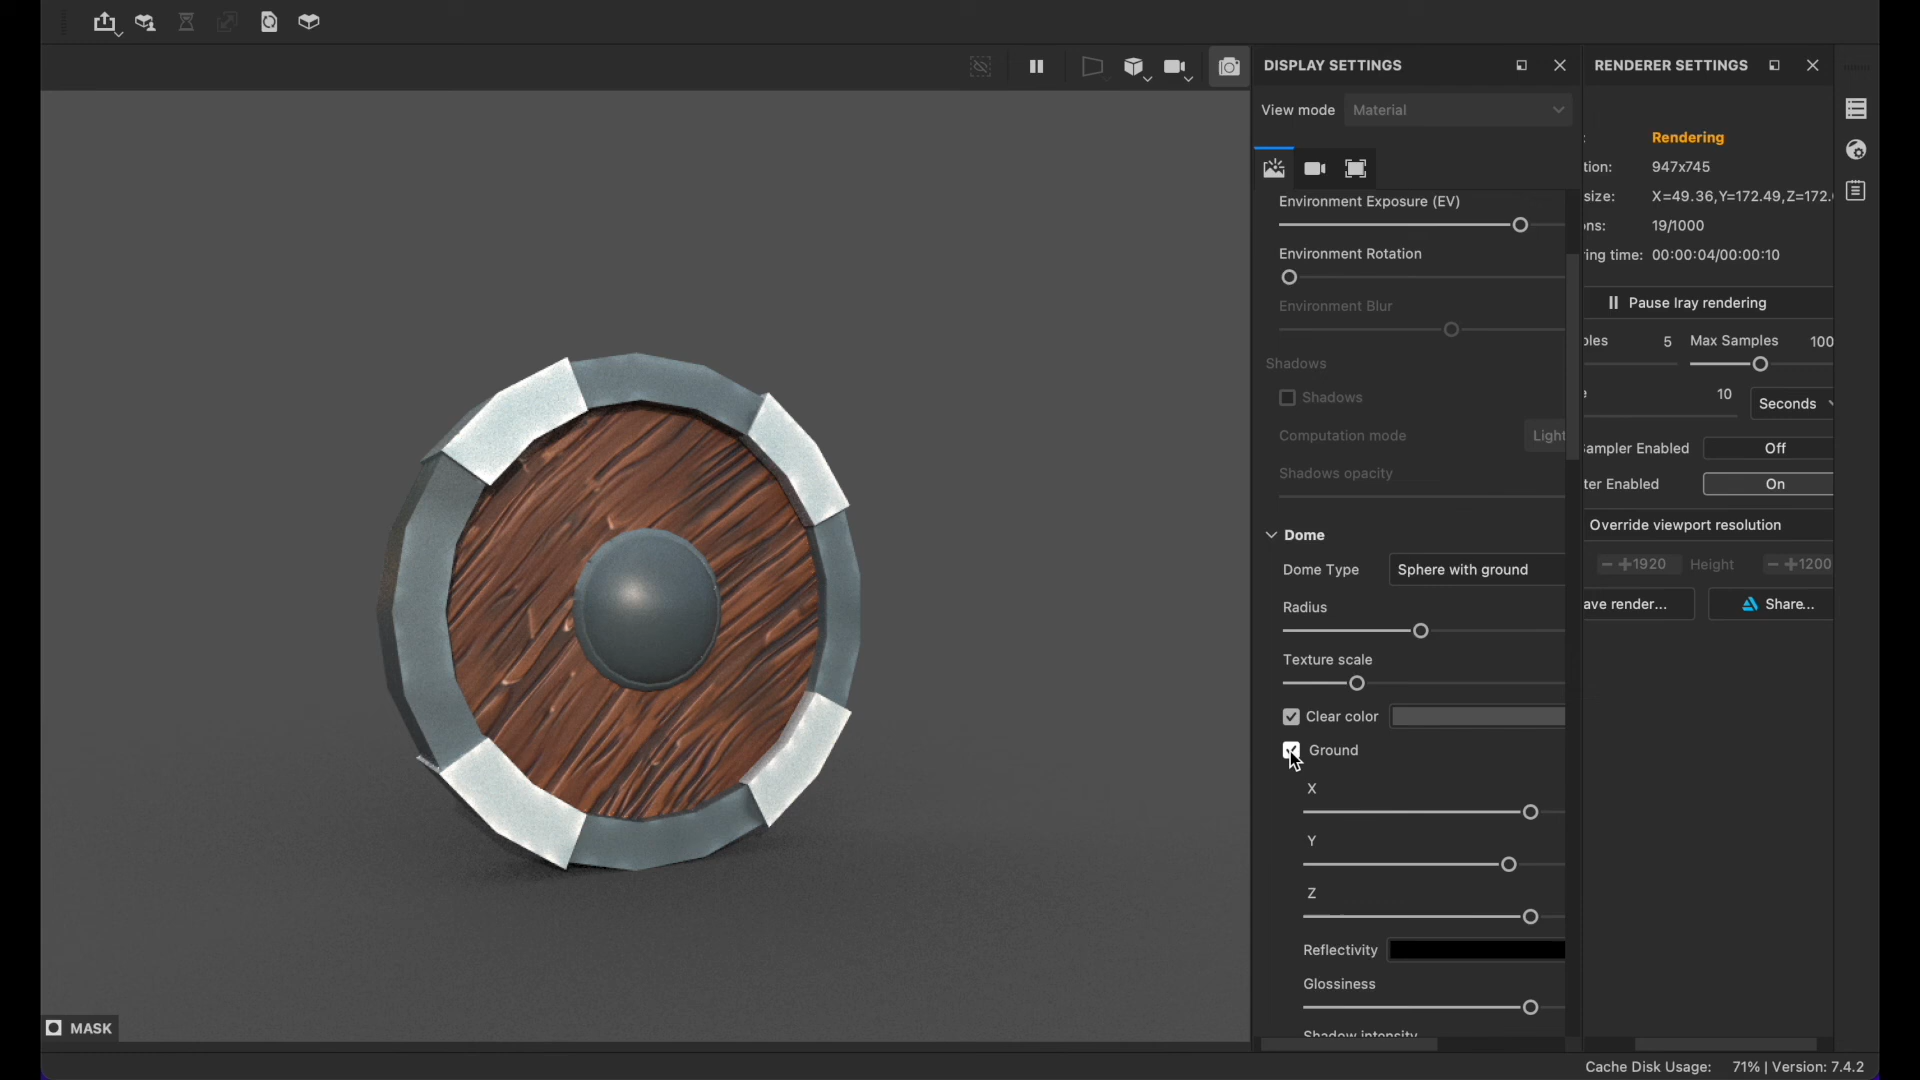 DISPLAY SETTINGS
View mode Material
Environment Exposure (EV)
Environment Rotation
Environment Blur
Shadows
Shadows
Computation mode Light
Shadows opacity
Dome
Dome Type Sphere with ground
Radius
Texture scale
Clear color
Ground
X
Y
Z
Reflectivity
Glossiness
Shadow intensity
RENDERER SETTINGS
: Rendering
tion: 947x745
size: X=49.36,Y=172.49,Z=172.
ns: 19/1000
ing time: 00:00:04/00:00:10
Pause Iray rendering
ples 5 Max Samples 100
e 10 Seconds
ampler Enabled Off
ter Enabled On
Override viewport resolution
1920 Height 1200
ave render... Share...
MASK
Cache Disk Usage: 71% | Version: 7.4.2